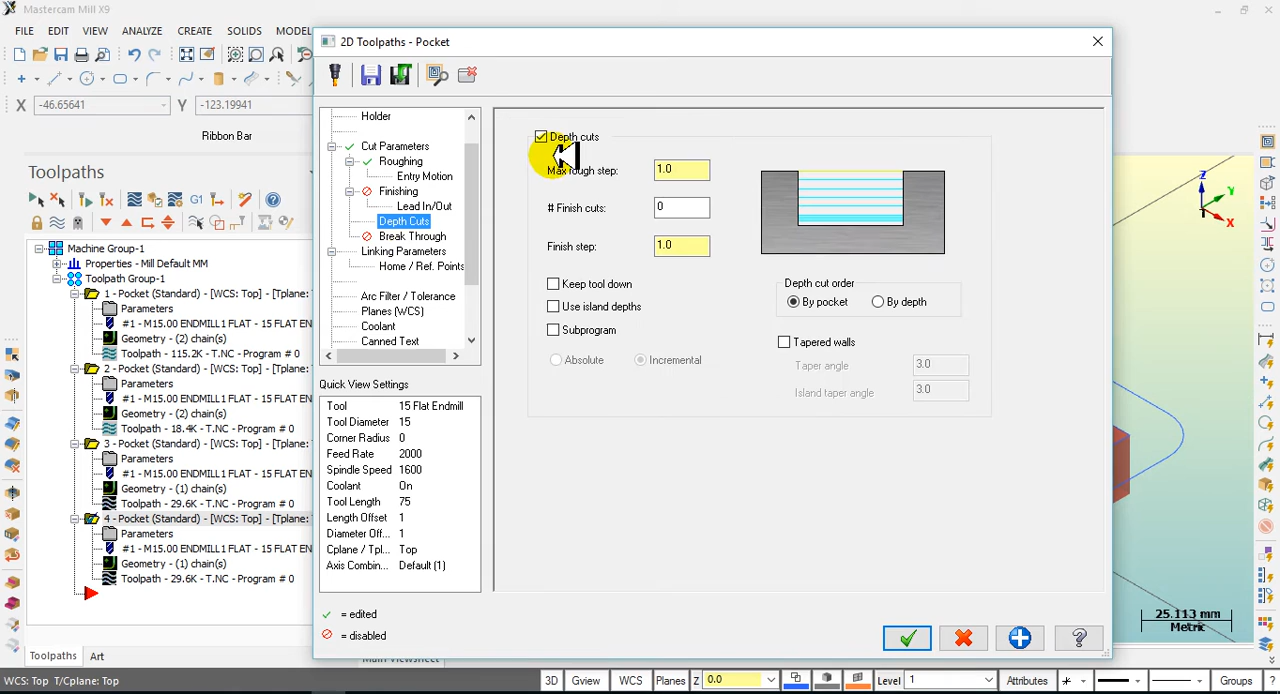 Mastercam Mill X9
FILE EDIT VIEW ANALYZE CREATE SOLIDS MODEL
X -46.65641 Y -123.19941
Ribbon Bar
Toolpaths
G1
Machine Group-1
Properties - Mill Default MM
Toolpath Group-1
1 - Pocket (Standard) - [WCS: Top] - [Tplane:
Parameters
#1 - M15.00 ENDMILL1 FLAT - 15 FLAT EN
Geometry - (2) chain(s)
Toolpath - 115.2K - T.NC - Program # 0
2 - Pocket (Standard) - [WCS: Top] - [Tplane:
Parameters
#1 - M15.00 ENDMILL1 FLAT - 15 FLAT EN
Geometry - (2) chain(s)
Toolpath - 18.4K - T.NC - Program # 0
3 - Pocket (Standard) - [WCS: Top] - [Tplane:
Parameters
#1 - M15.00 ENDMILL1 FLAT - 15 FLAT EN
Geometry - (1) chain(s)
Toolpath - 29.6K - T.NC - Program # 0
4 - Pocket (Standard) - [WCS: Top] - [Tplane:
Parameters
#1 - M15.00 ENDMILL1 FLAT - 15 FLAT EN
Geometry - (1) chain(s)
Toolpath - 29.6K - T.NC - Program # 0
Toolpaths Art
2D Toolpaths - Pocket
Holder
Cut Parameters
Roughing
Entry Motion
Finishing
Lead In/Out
Depth Cuts
Break Through
Linking Parameters
Home / Ref. Points
Arc Filter / Tolerance
Planes (WCS)
Coolant
Canned Text
Quick View Settings
Tool 15 Flat Endmill
Tool Diameter 15
Corner Radius 0
Feed Rate 2000
Spindle Speed 1600
Coolant On
Tool Length 75
Length Offset 1
Diameter Off... 1
Cplane / Tpl... Top
Axis Combin... Default (1)
= edited
= disabled
Depth cuts
Max rough step: 1.0
# Finish cuts: 0
Finish step: 1.0
Keep tool down
Use island depths
Subprogram
Absolute Incremental
Depth cut order
By pocket By depth
Tapered walls
Taper angle 3.0
Island taper angle 3.0
Z
Y
X
25.113 mm
Metric
Main Viewsheet
WCS: Top T/Cplane: Top 3D Gview WCS Planes Z 0.0 Level 1 Attributes Groups